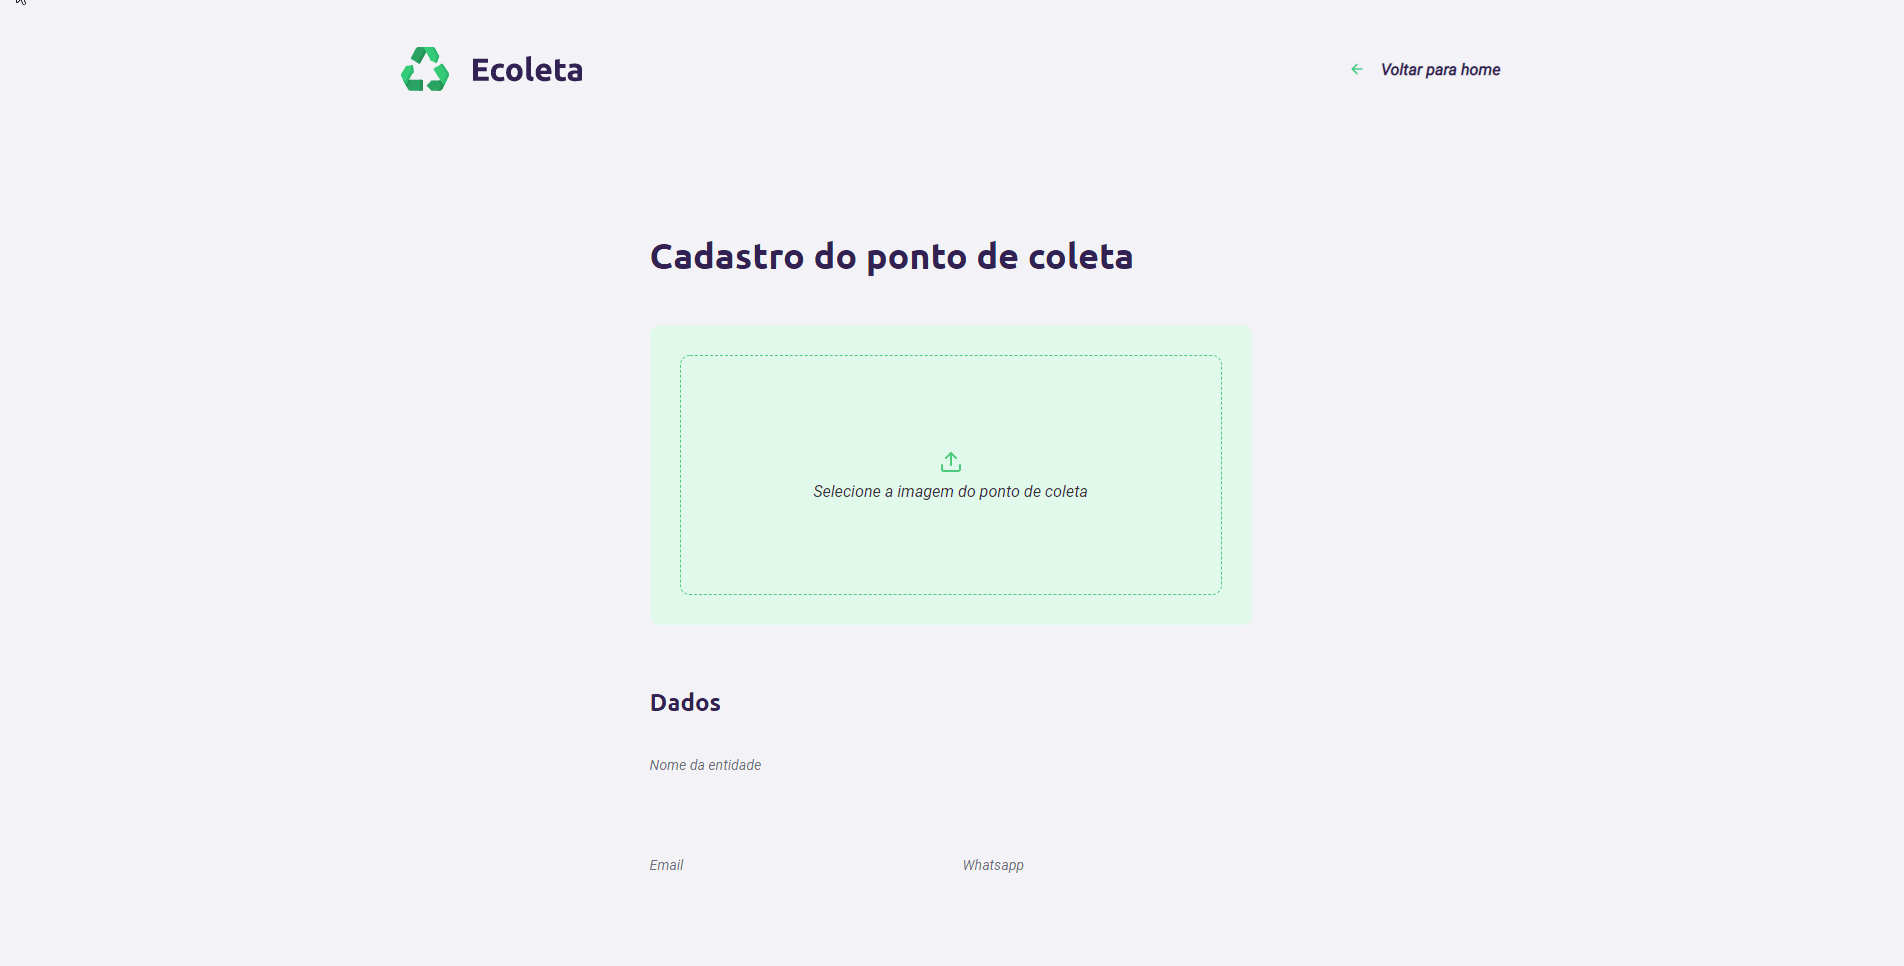 Ecoleta
Voltar para home
Cadastro do ponto de coleta
Selecione a imagem do ponto de coleta
Dados
Nome da entidade
Email
Whatsapp